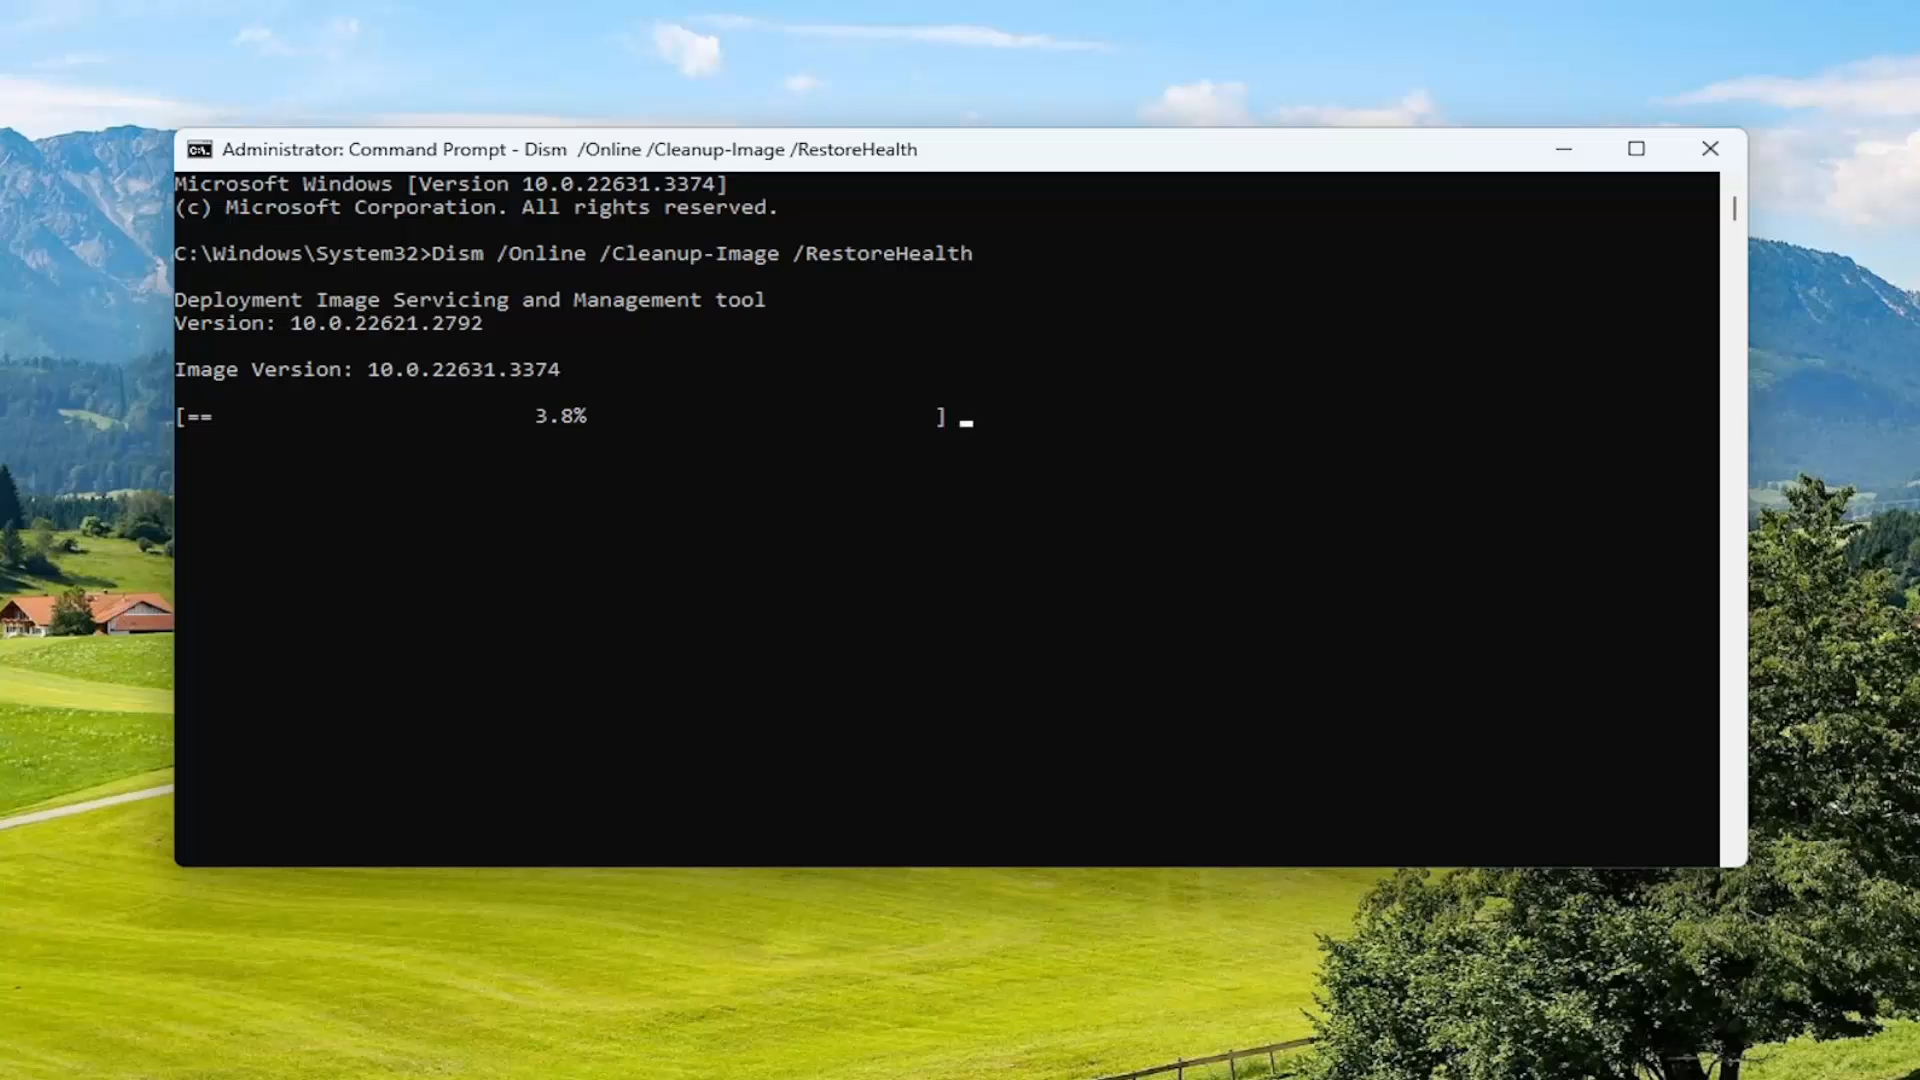 Administrator: Command Prompt - Dism  /Online /Cleanup-Image /RestoreHealth
Microsoft Windows [Version 10.0.22631.3374]
(c) Microsoft Corporation. All rights reserved.
C:\Windows\System32>Dism /Online /Cleanup-Image /RestoreHealth
Deployment Image Servicing and Management tool
Version: 10.0.22621.2792
Image Version: 10.0.22631.3374
[==                         3.8%                           ]